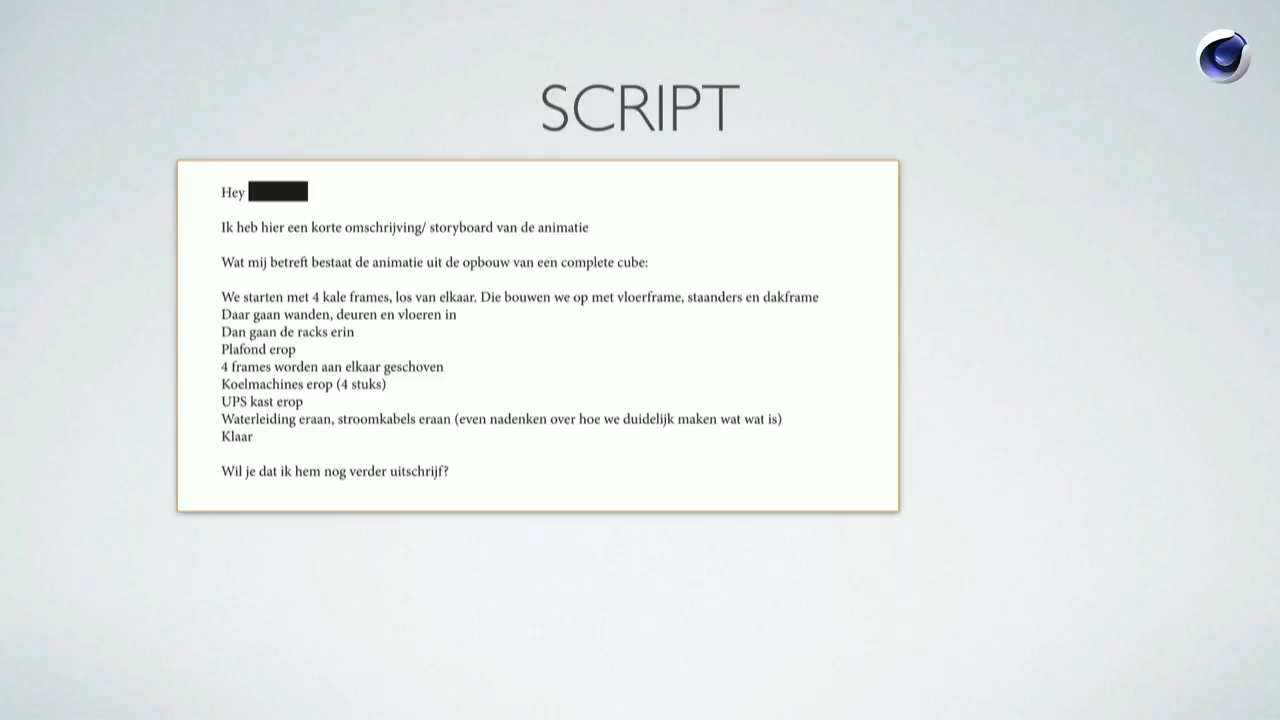 SCRIPT
Hey
Ik heb hier een korte omschrijving/ storyboard van de animatie
Wat mij betreft bestaat de animatie uit de opbouw van een complete cube:
We starten met 4 kale frames, los van elkaar. Die bouwen we op met vloerframe, staanders en dakframe
Daar gaan wanden, deuren en vloeren in
Dan gaan de racks erin
Plafond erop
4 frames worden aan elkaar geschoven
Koelmachines erop (4 stuks)
UPS kast erop
Waterleiding eraan, stroomkabels eraan (even nadenken over hoe we duidelijk maken wat wat is)
Klaar
Wil je dat ik hem nog verder uitschrijf?